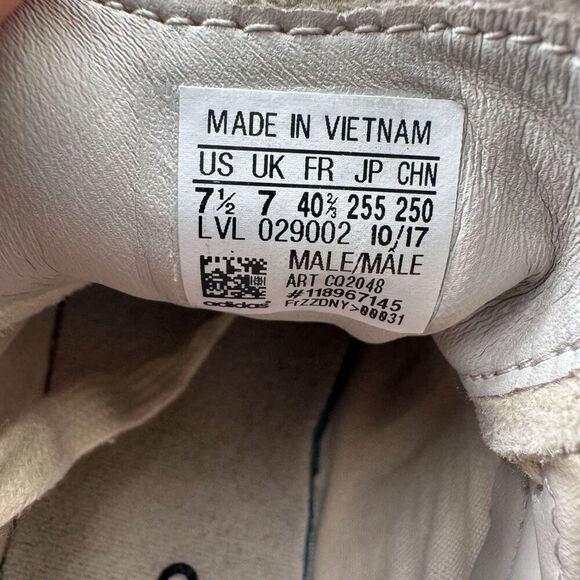 MADE IN VIETNAM
US UK FR JP CHN
7½ 7 40⅔ 255 250
LVL 029002 10/17
MALE/MÂLE
ART CQ2048
#118967145
adidas FrZZDNY>00031